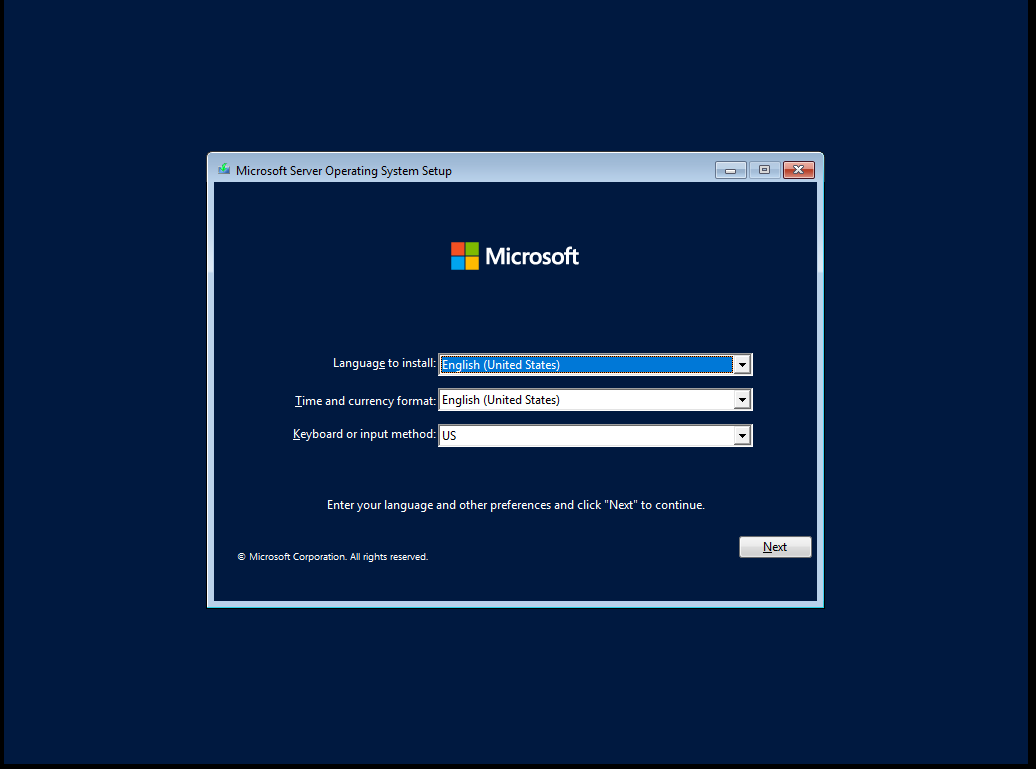 Microsoft Server Operating System Setup
Microsoft
Language to install: English (United States)
Time and currency format: English (United States)
Keyboard or input method: US
Enter your language and other preferences and click "Next" to continue.
Next
© Microsoft Corporation. All rights reserved.